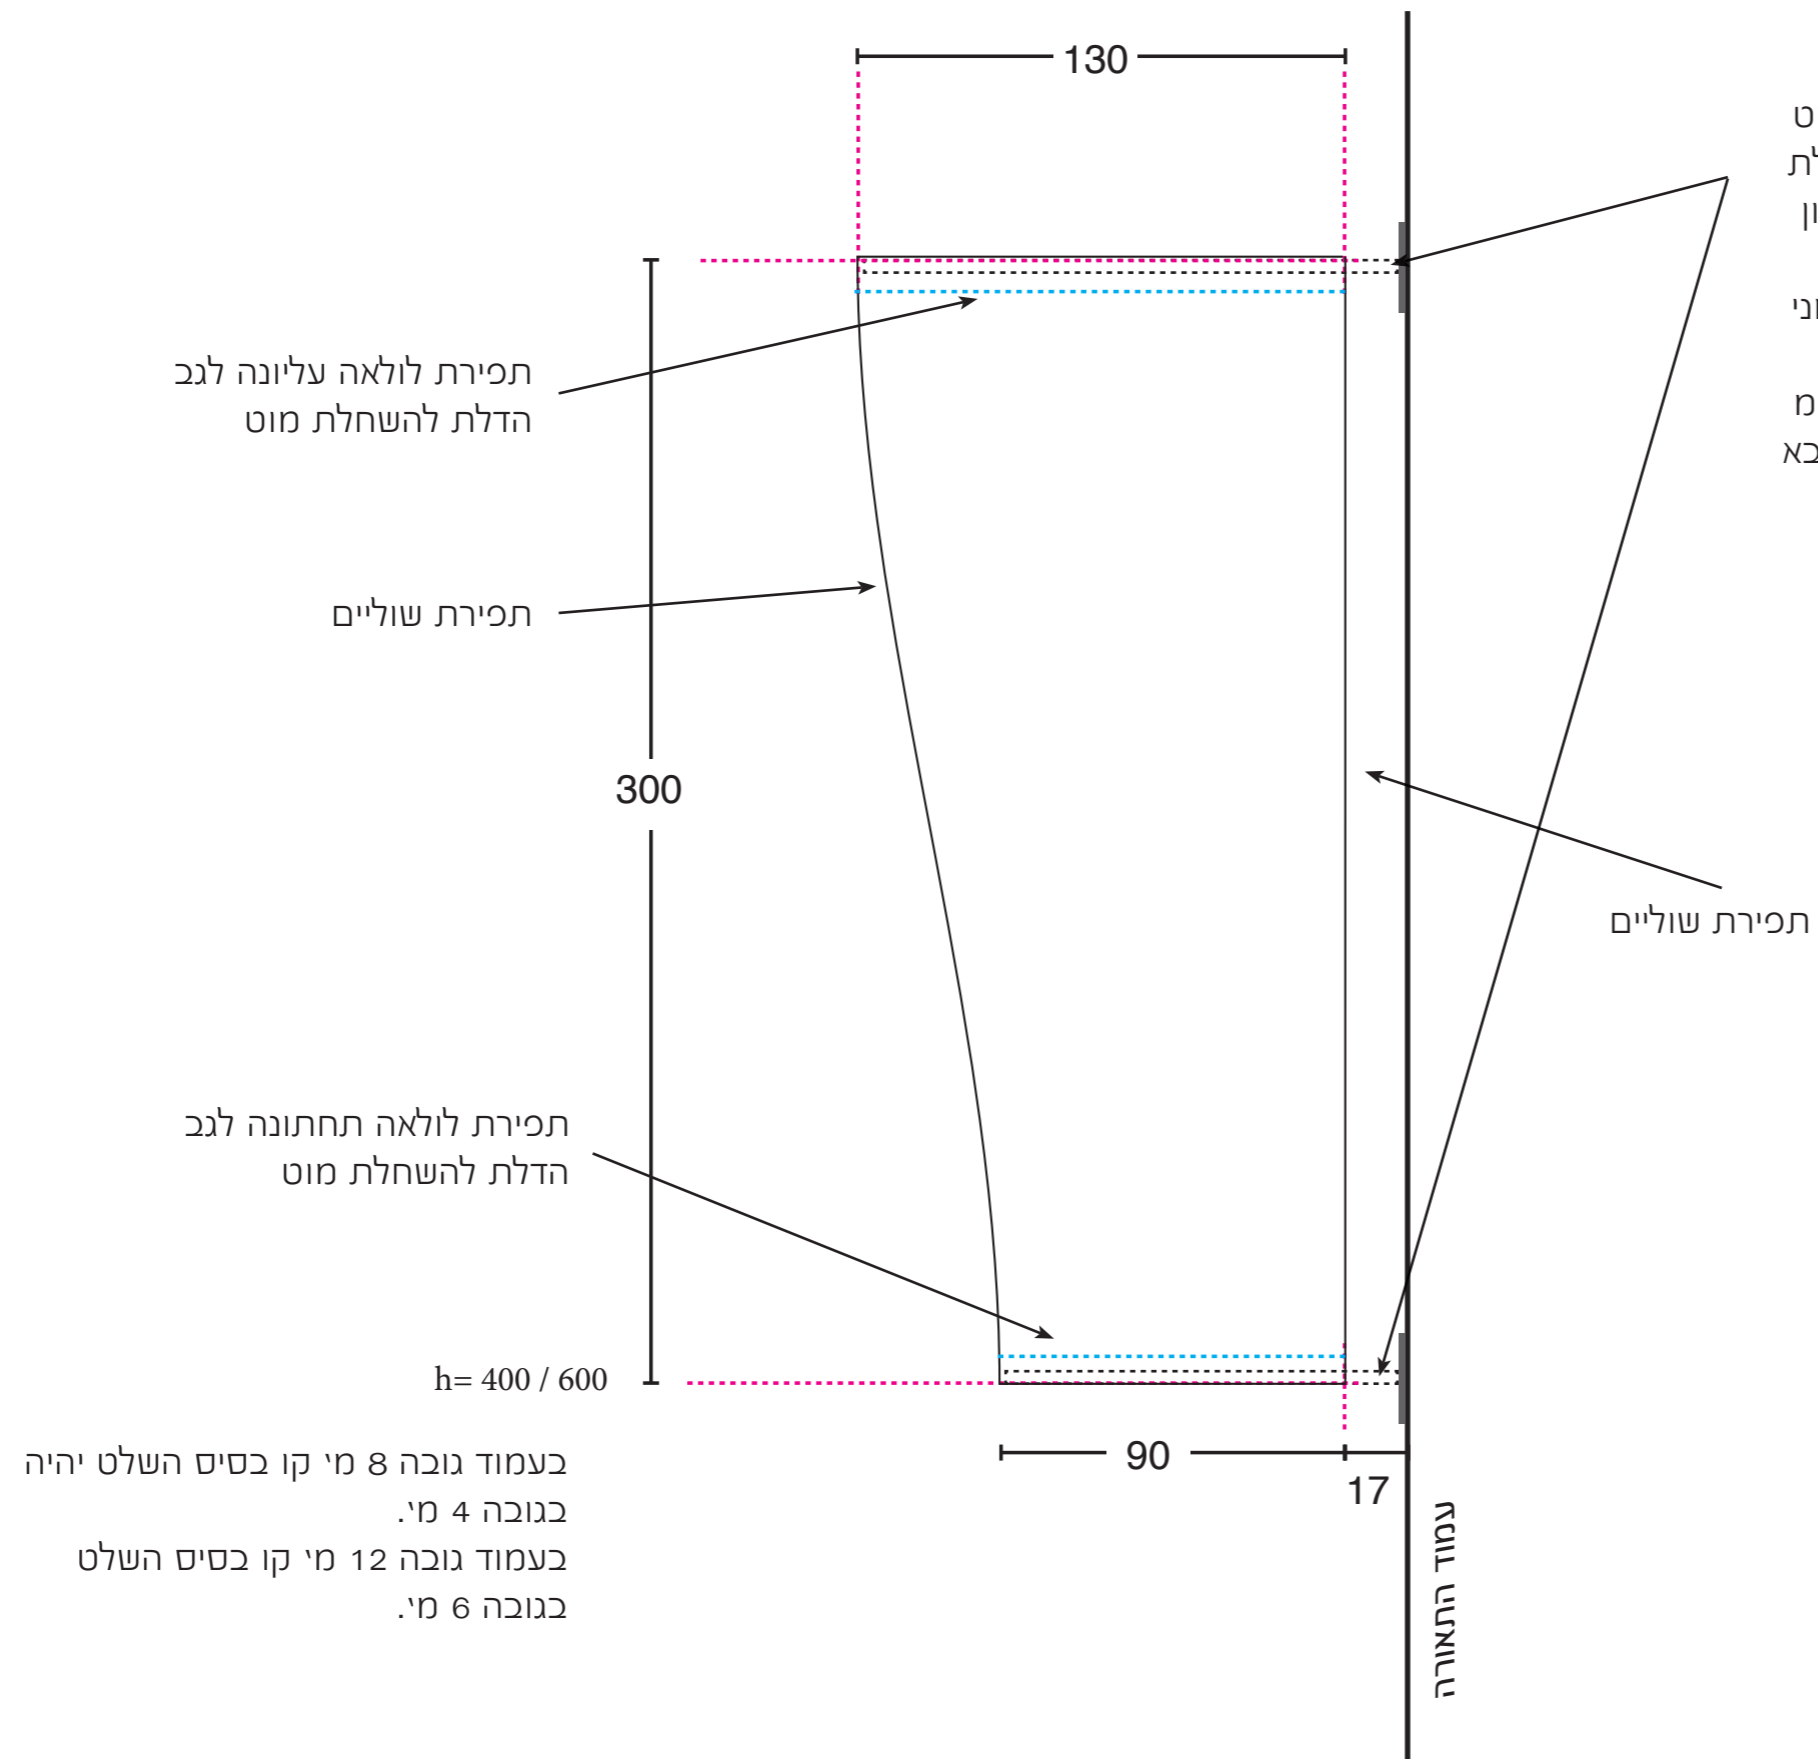 130
תפירת לולאה עליונה לגב
הדלת להשחלת מוט
תפירת שוליים
300
תפירת שוליים
תפירת לולאה תחתונה לגב
הדלת להשחלת מוט
h= 400 / 600
90
17
בעמוד גובה 8 מ' קו בסיס השלט יהיה
בגובה 4 מ'.
בעמוד גובה 12 מ' קו בסיס השלט
בגובה 6 מ'.
עמוד התאורה